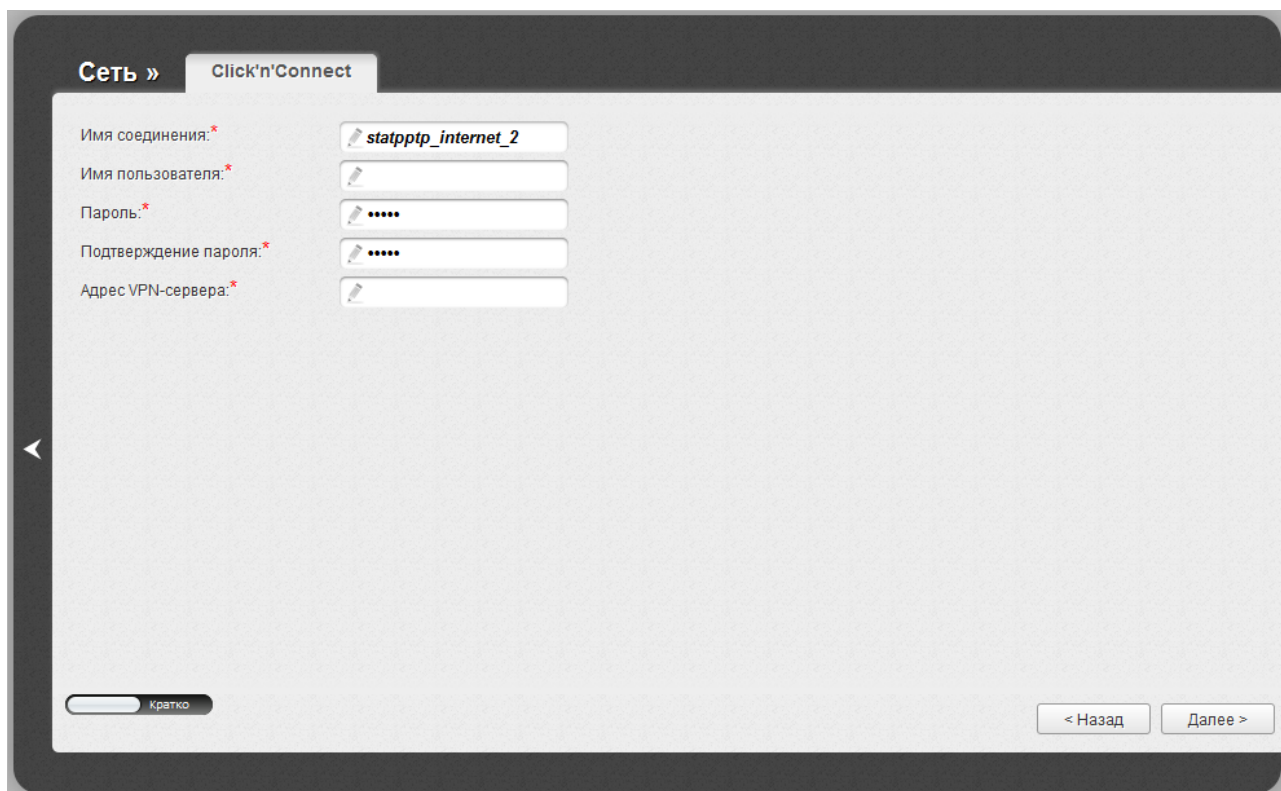 Сеть » Click'n'Connect
Имя соединения:* statpptp_internet_2
Имя пользователя:*
Пароль:* •••••
Подтверждение пароля:* •••••
Адрес VPN-сервера:*
Кратко
< Назад Далее >